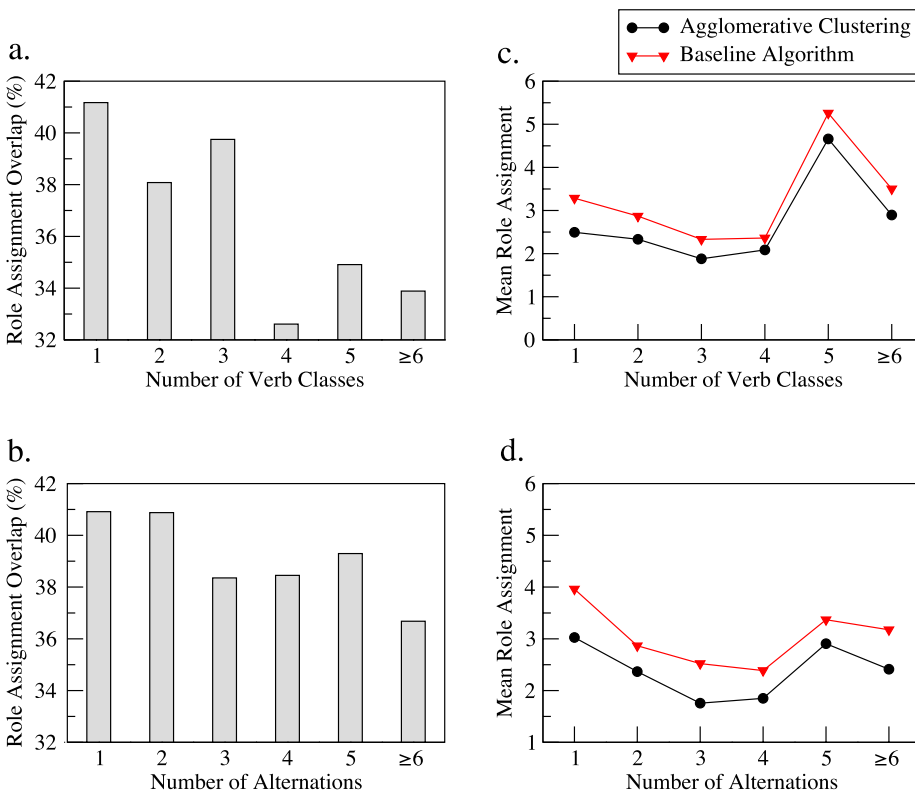 Agglomerative Clustering
Baseline Algorithm
a.
Role Assignment Overlap (%)
42
40
38
36
34
32
1 2 3 4 5 ≥6
Number of Verb Classes
c.
Mean Role Assignment
6
5
4
3
2
1
0
1 2 3 4 5 ≥6
Number of Verb Classes
b.
Role Assignment Overlap (%)
42
40
38
36
34
32
1 2 3 4 5 ≥6
Number of Alternations
d.
Mean Role Assignment
6
5
4
3
2
1
1 2 3 4 5 ≥6
Number of Alternations